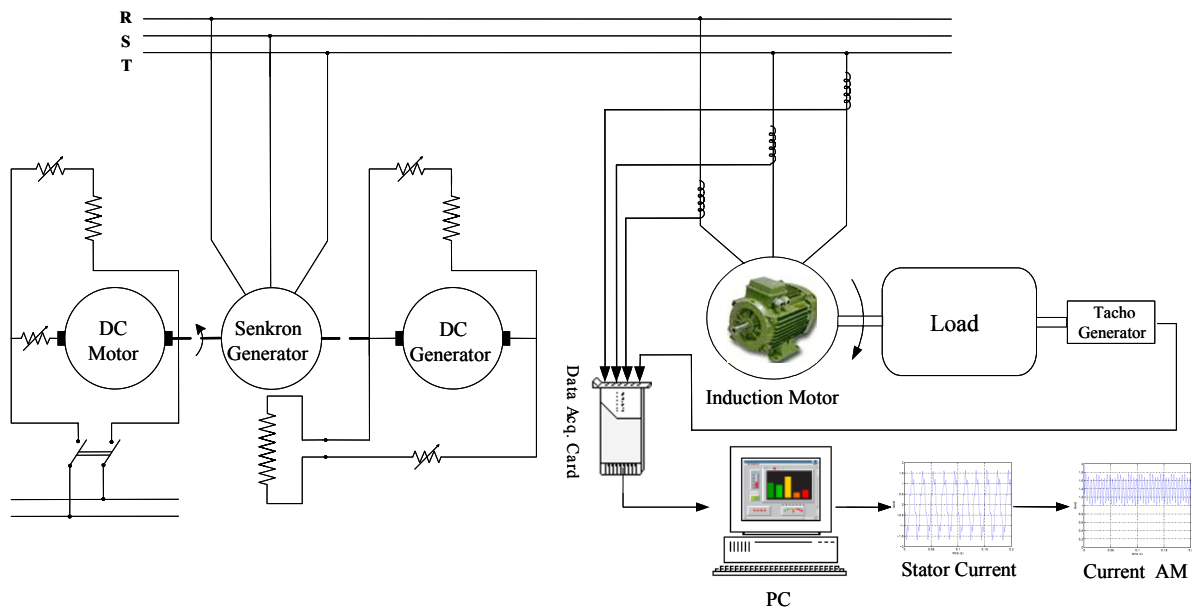 R
S
T
DC
Motor
Senkron
Generator
DC
Generator
Load
Tacho
Generator
Induction Motor
Data Acq. Card
PC
Stator Current
Current AM